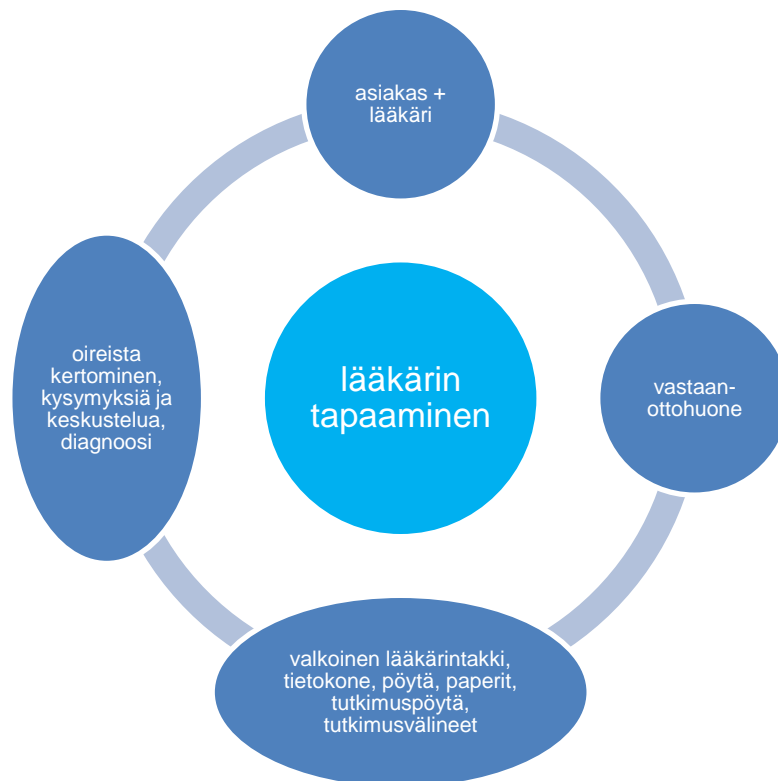 asiakas +
lääkäri
oireista
kertominen,
kysymyksiä ja
keskustelua,
diagnoosi
lääkärin
tapaaminen
vastaan-
ottohuone
valkoinen lääkärintakki,
tietokone, pöytä, paperit,
tutkimuspöytä,
tutkimusvälineet